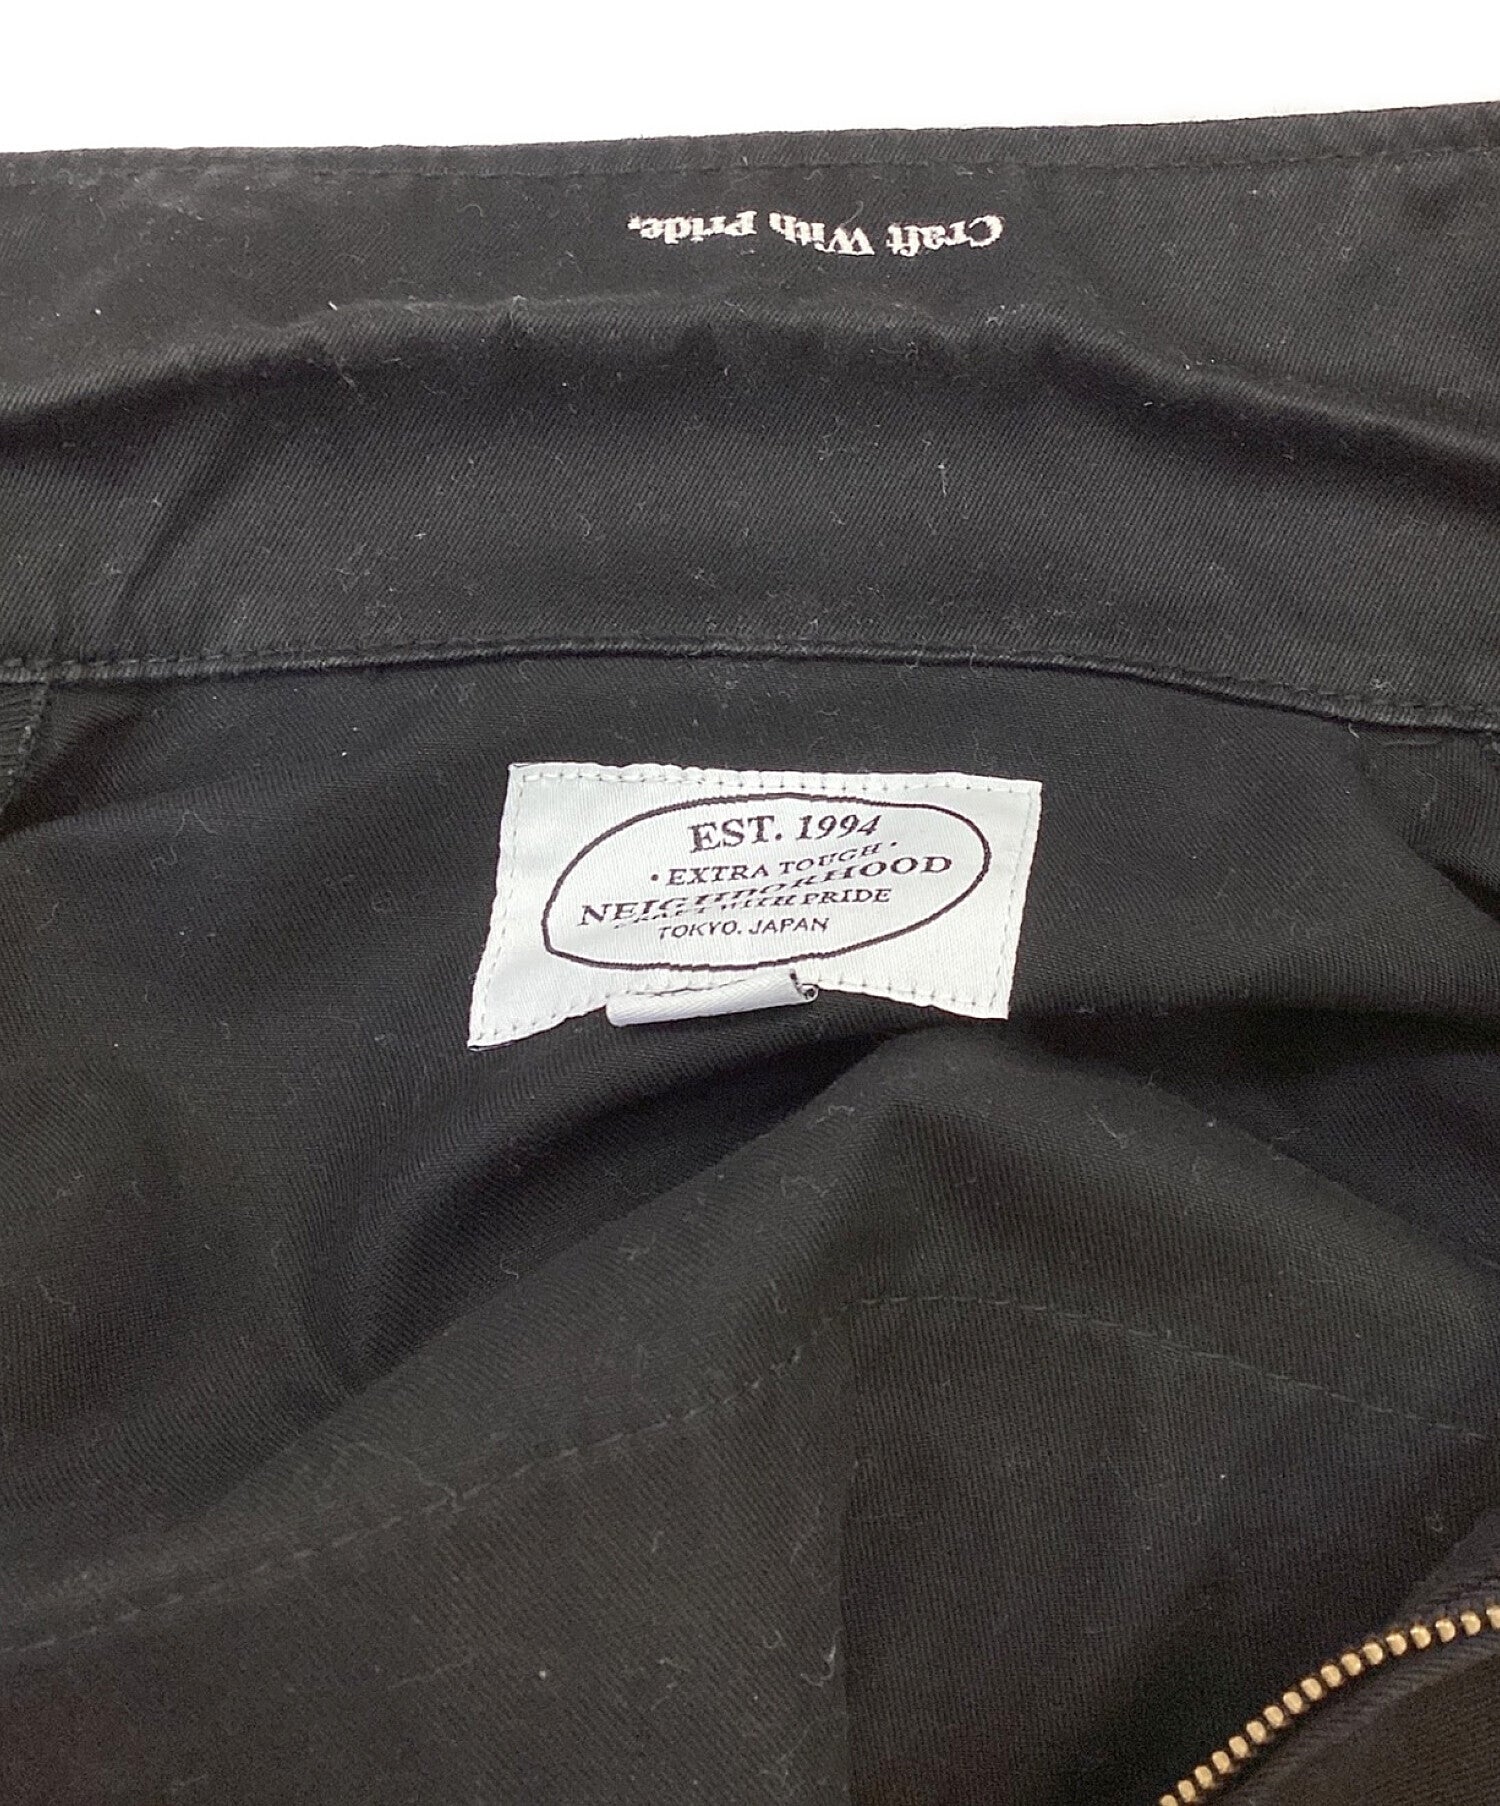 Craft With Pride.
EST. 1994
· EXTRA TOUGH ·
NEIGHBORHOOD
CRAFT WITH PRIDE
TOKYO. JAPAN